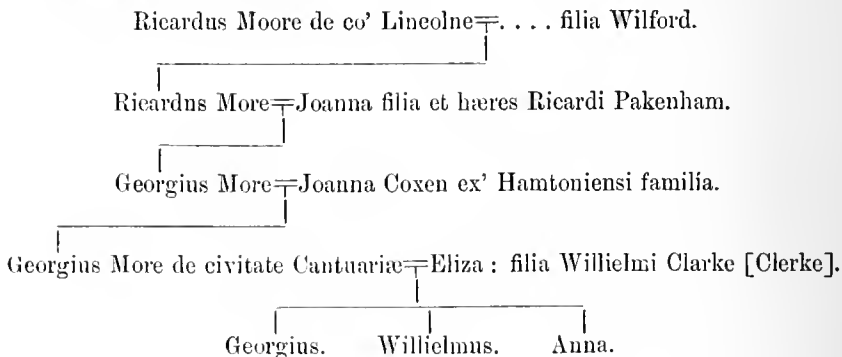 Ricardus Moore de co' Lincolne=. . . . filia Wilford.
Ricardus More=Joanna filia et hæres Ricardi Pakenham.
Georgius More=Joanna Coxen ex' Hamtoniensi familia.
Georgius More de civitate Cantuariæ=Eliza : filia Willielmi Clarke [Clerke].
Georgius. Willielmus. Anna.